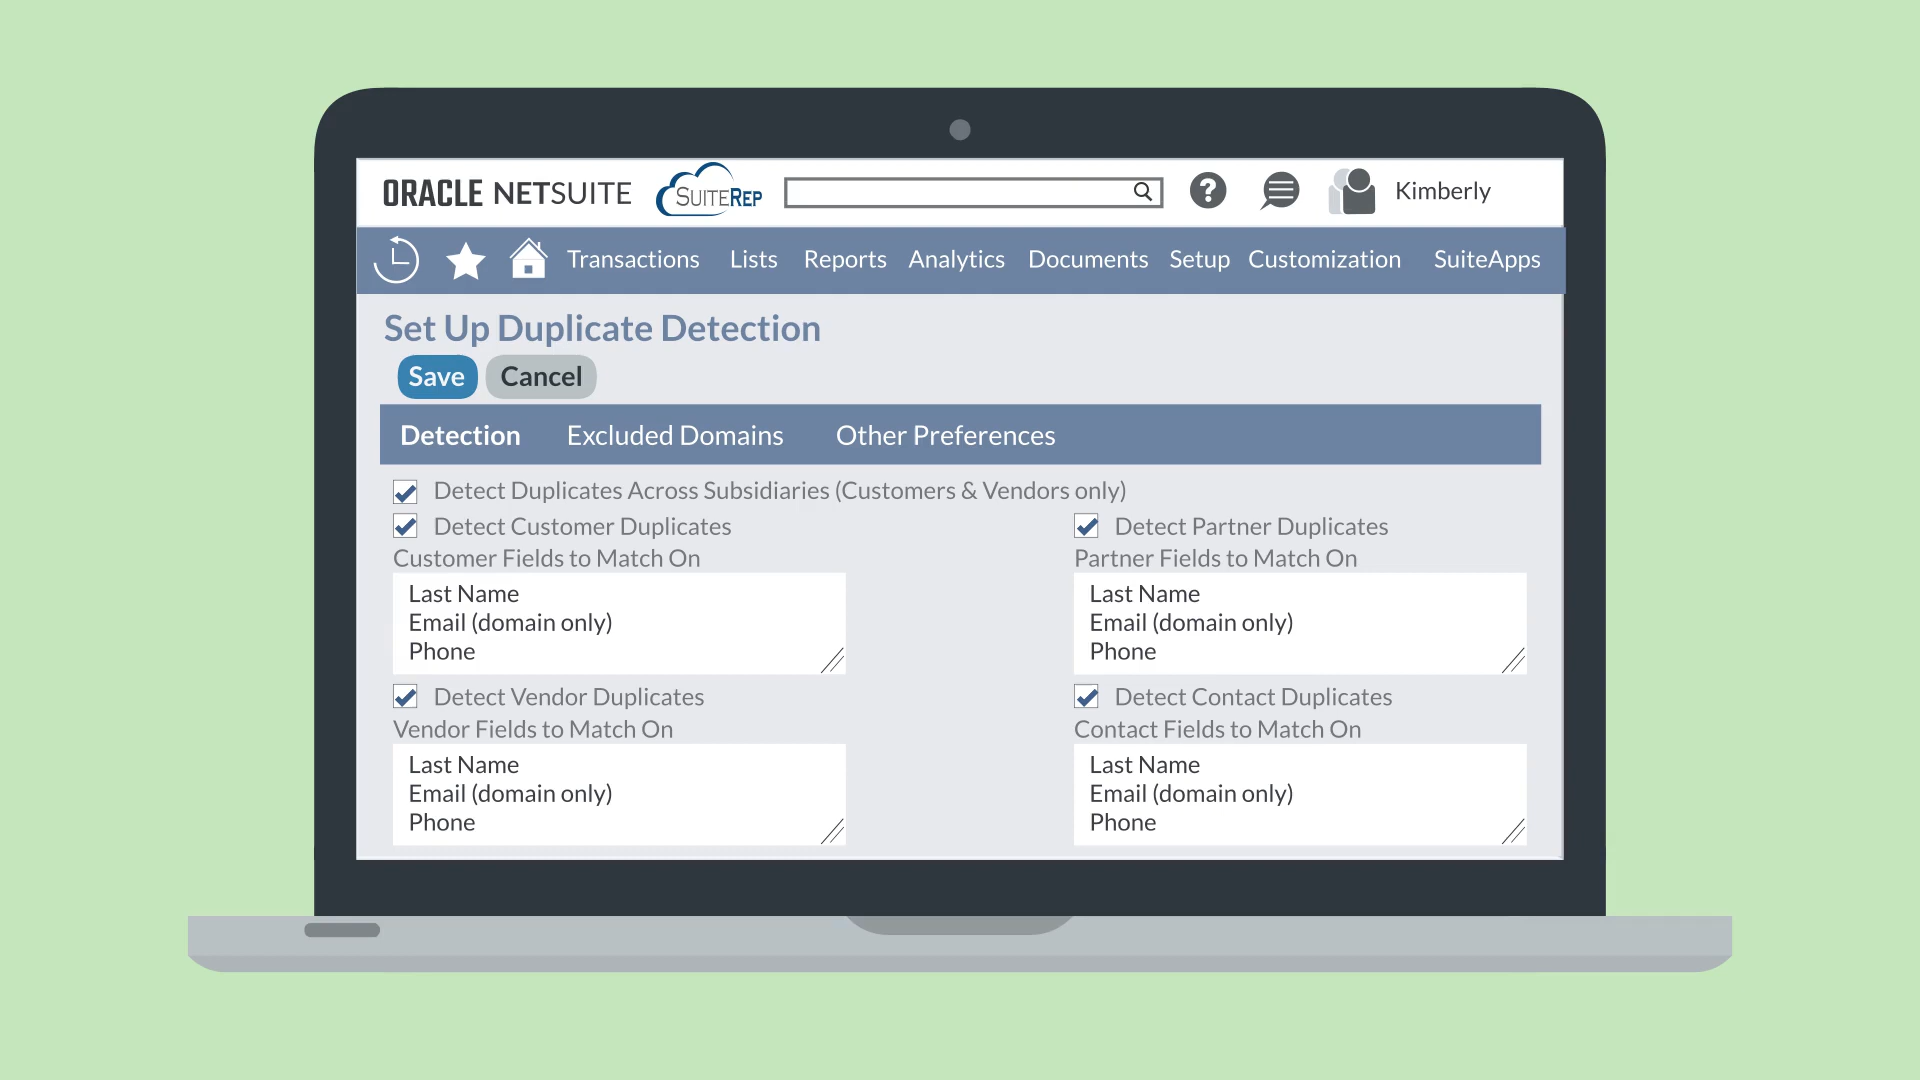 ORACLE NETSUITE SUITEREP Kimberly
Transactions Lists Reports Analytics Documents Setup Customization SuiteApps
Set Up Duplicate Detection
Save Cancel
Detection Excluded Domains Other Preferences
Detect Duplicates Across Subsidiaries (Customers & Vendors only)
Detect Customer Duplicates
Customer Fields to Match On
Last Name
Email (domain only)
Phone
Detect Partner Duplicates
Partner Fields to Match On
Last Name
Email (domain only)
Phone
Detect Vendor Duplicates
Vendor Fields to Match On
Last Name
Email (domain only)
Phone
Detect Contact Duplicates
Contact Fields to Match On
Last Name
Email (domain only)
Phone